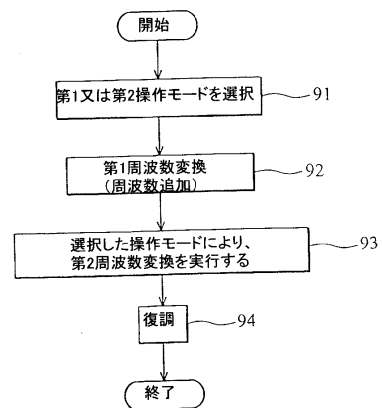 開始
第1又は第2操作モードを選択
91
第1周波数変換
(周波数追加)
92
選択した操作モードにより、
第2周波数変換を実行する
93
復調
94
終了